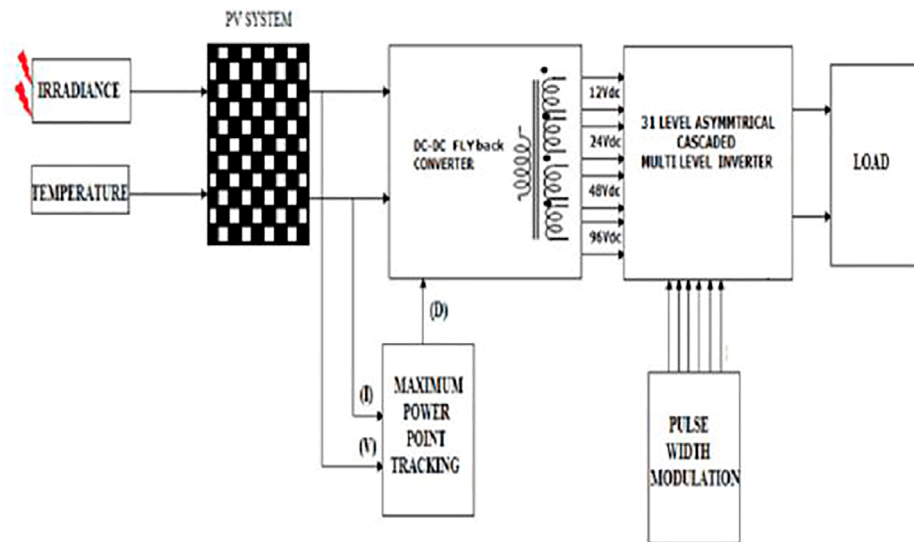 PV SYSTEM
IRRADIANCE
TEMPERATURE
DC-DC FLYback
CONVERTER
12Vdc
24Vdc
48Vdc
96Vdc
31 LEVEL ASYMMTRICAL
CASCADED
MULTI LEVEL INVERTER
LOAD
(D)
(I)
(V)
MAXIMUM
POWER
POINT
TRACKING
PULSE
WIDTH
MODULATION